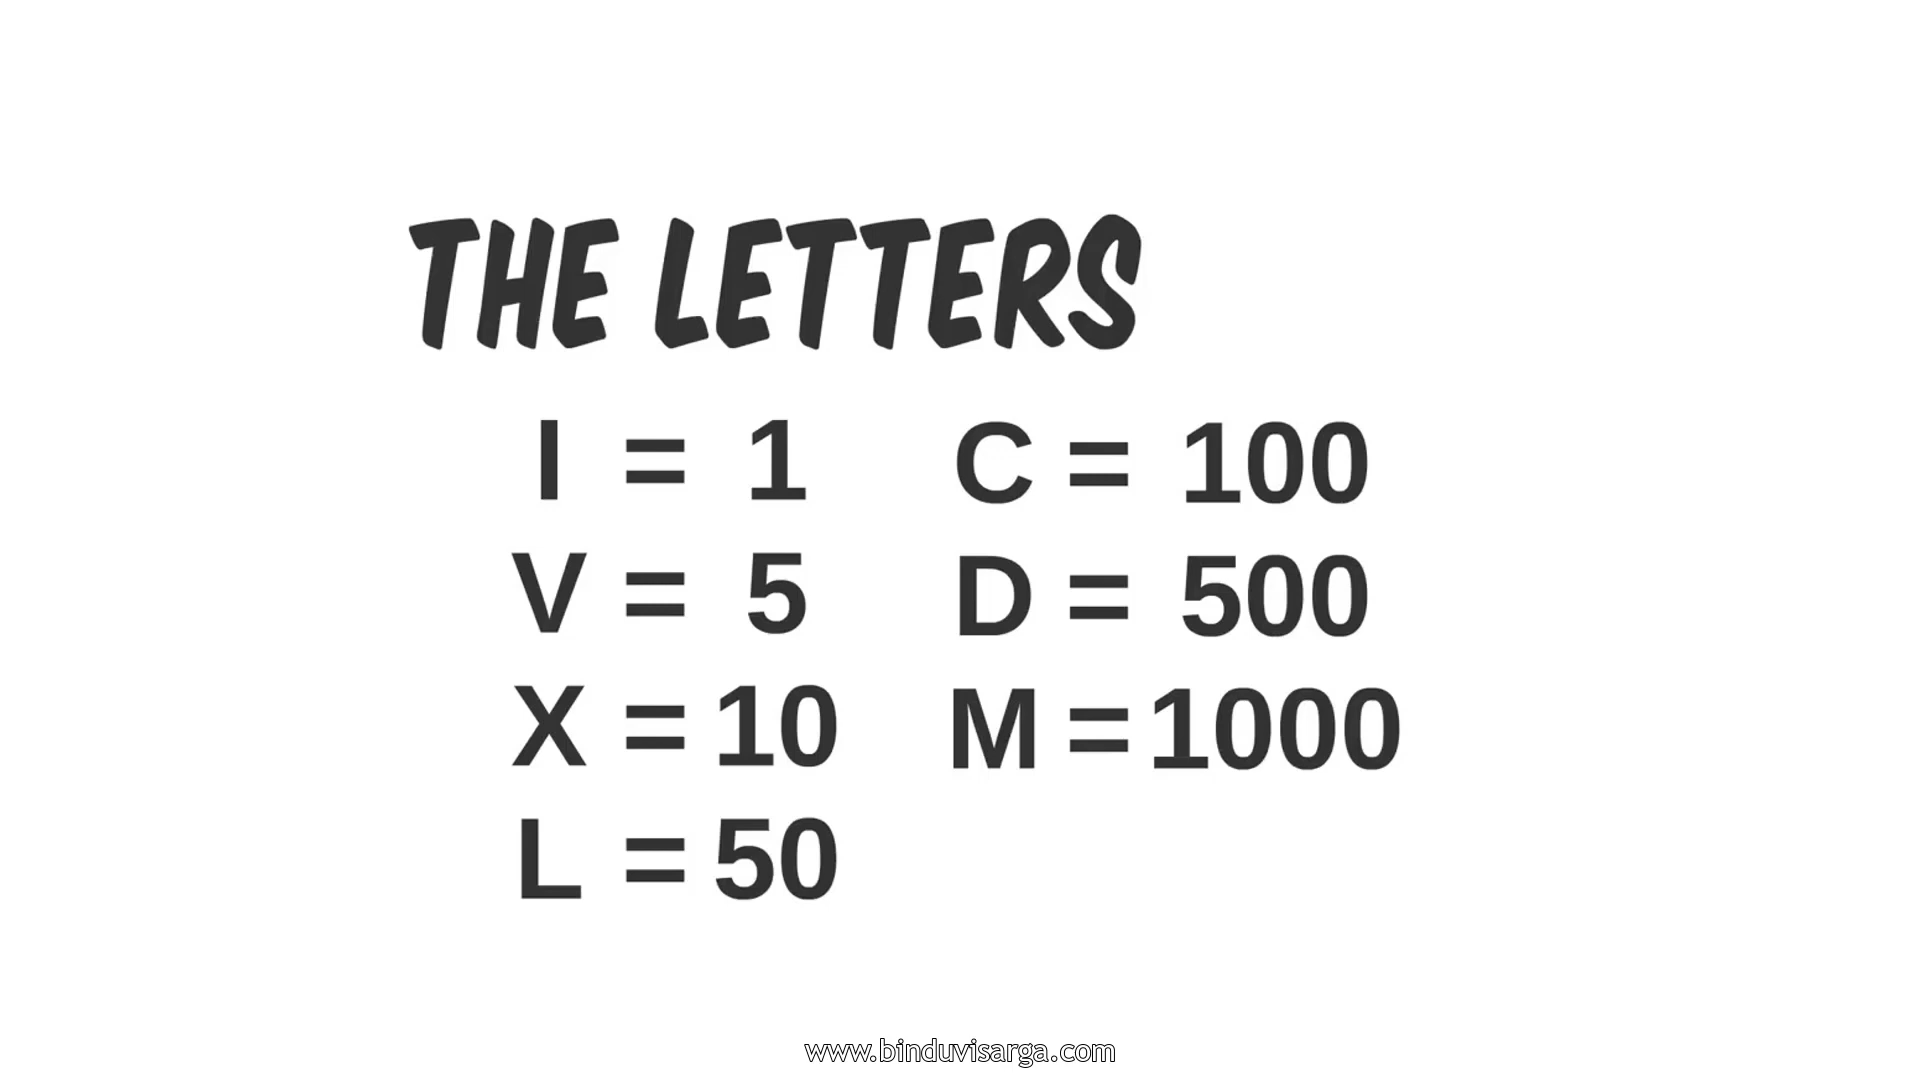 THE LETTERS
I = 1 C = 100
V = 5 D = 500
X = 10 M = 1000
L = 50
www.binduvisarga.com